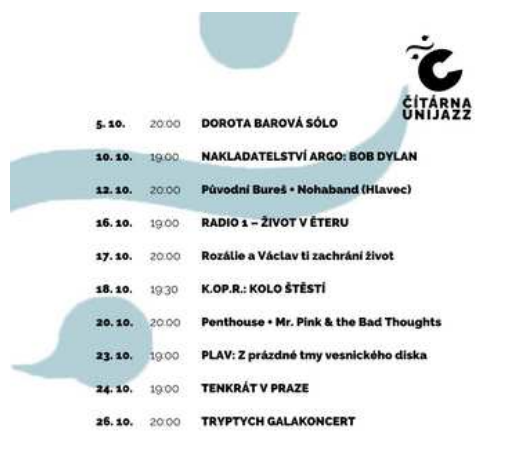 ČÍTÁRNA
UNIJAZZ
5. 10. 20:00 DOROTA BAROVÁ SÓLO
10. 10. 19:00 NAKLADATELSTVÍ ARGO: BOB DYLAN
12. 10. 20:00 Původní Bureš • Nohaband (Hlavec)
16. 10. 19:00 RADIO 1 – ŽIVOT V ÉTERU
17. 10. 20:00 Rozálie a Václav ti zachrání život
18. 10. 19:30 K.OP.R.: KOLO ŠTĚSTÍ
20. 10. 20:00 Penthouse • Mr. Pink & the Bad Thoughts
23. 10. 19:00 PLAV: Z prázdné tmy vesnického diska
24. 10. 19:00 TENKRÁT V PRAZE
26. 10. 20:00 TRYPTYCH GALAKONCERT